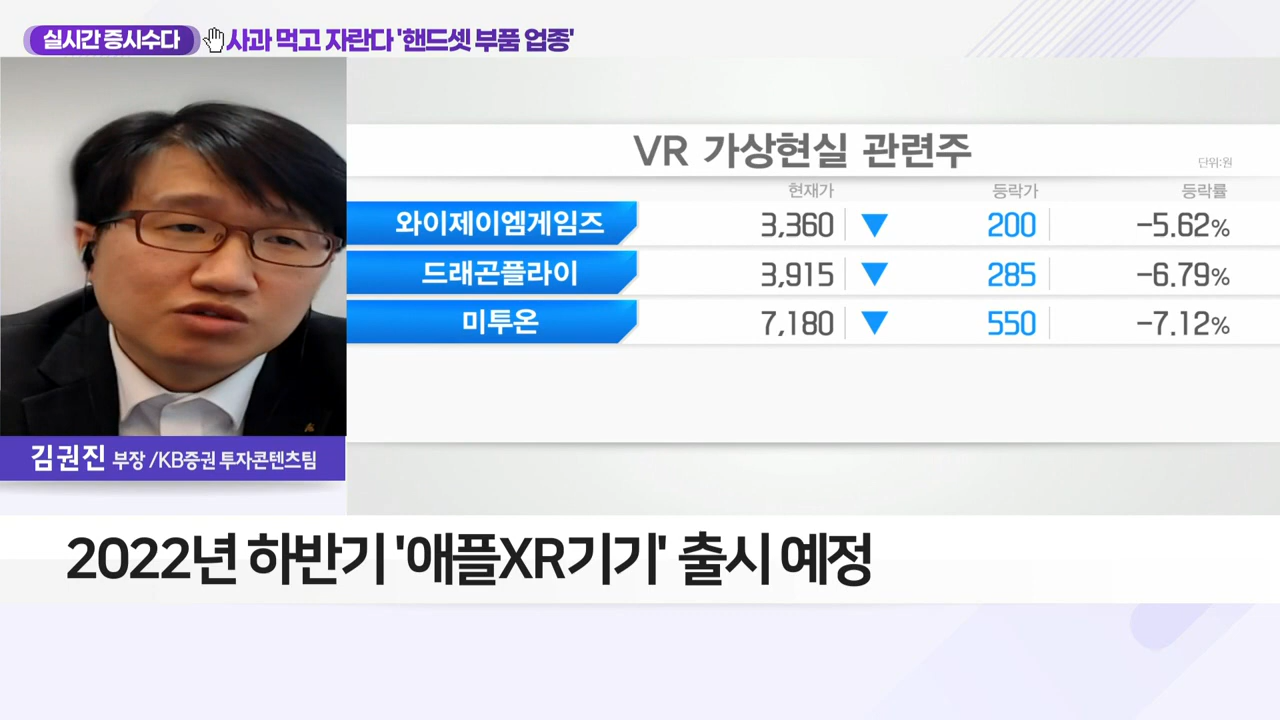 실시간 증시수다 사과 먹고 자란다 '핸드셋 부품 업종'
VR 가상현실 관련주
단위:원
현재가 등락가 등락률
와이제이엠게임즈 3,360 ▼ 200 -5.62%
드래곤플라이 3,915 ▼ 285 -6.79%
미투온 7,180 ▼ 550 -7.12%
김권진 부장 /KB증권 투자콘텐츠팀
2022년 하반기 '애플XR기기' 출시 예정